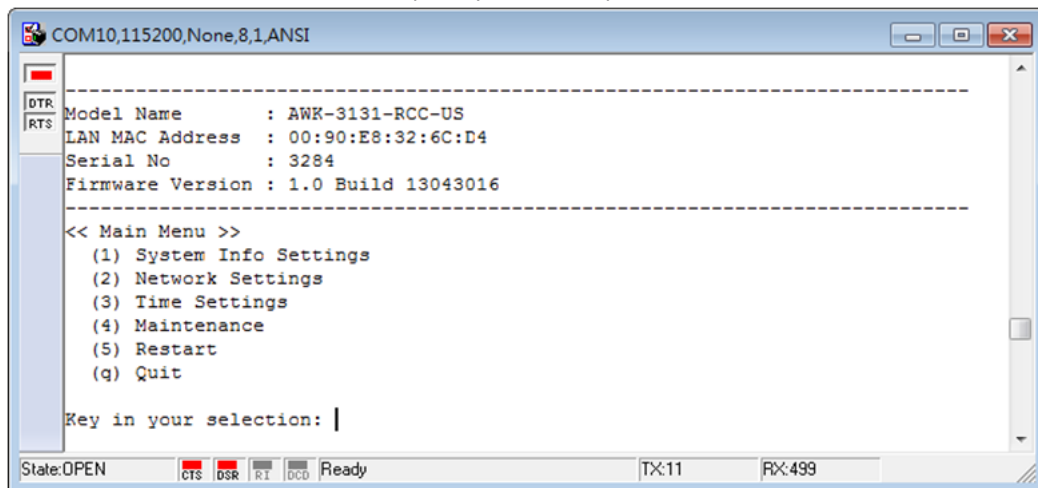 COM10,115200,None,8,1,ANSI
DTR
RTS
--------------------------------------------------------------------------
Model Name       : AWK-3131-RCC-US
LAN MAC Address  : 00:90:E8:32:6C:D4
Serial No        : 3284
Firmware Version : 1.0 Build 13043016
--------------------------------------------------------------------------
<< Main Menu >>
  (1) System Info Settings
  (2) Network Settings
  (3) Time Settings
  (4) Maintenance
  (5) Restart
  (q) Quit
Key in your selection:
State:OPEN CTS DSR RI DCD Ready TX:11 RX:499